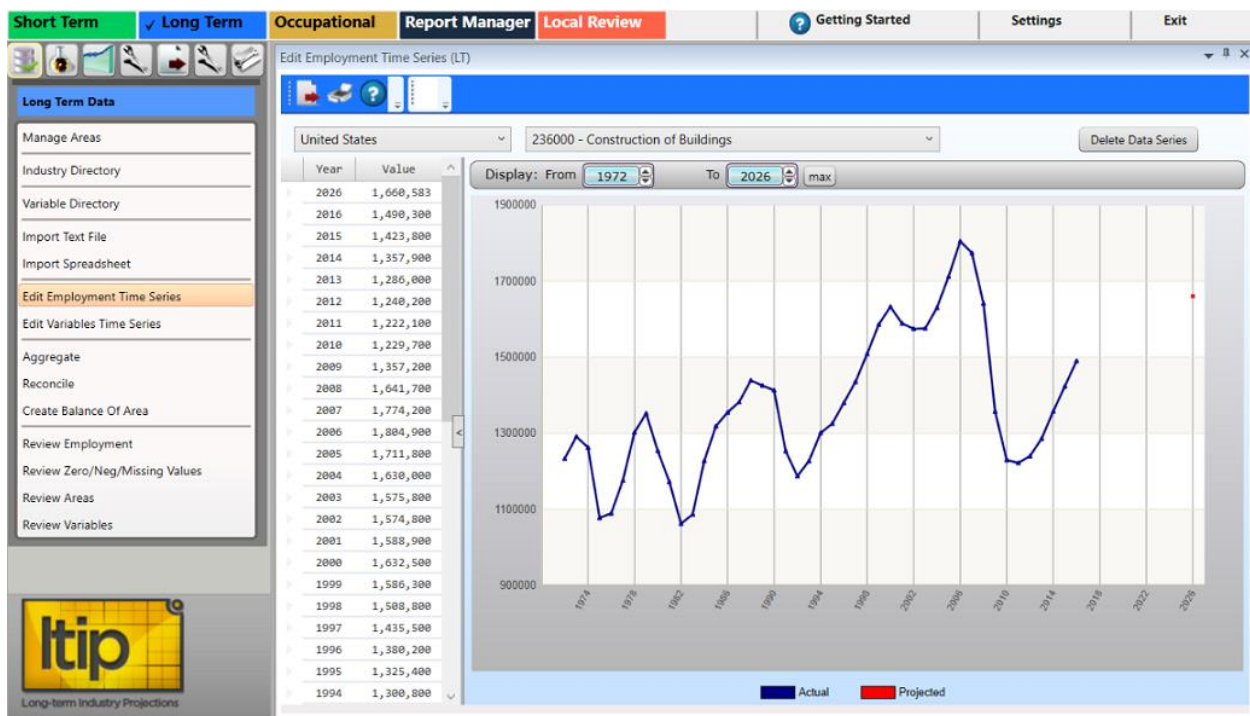 Short Term ✓ Long Term Occupational Report Manager Local Review ? Getting Started Settings Exit
Edit Employment Time Series (LT)
Long Term Data
Manage Areas
Industry Directory
Variable Directory
Import Text File
Import Spreadsheet
Edit Employment Time Series
Edit Variables Time Series
Aggregate
Reconcile
Create Balance Of Area
Review Employment
Review Zero/Neg/Missing Values
Review Areas
Review Variables
ltip
Long-term Industry Projections
United States 236000 - Construction of Buildings Delete Data Series
Year Value
2026 1,660,583
2016 1,490,300
2015 1,423,800
2014 1,357,900
2013 1,286,000
2012 1,240,200
2011 1,222,100
2010 1,229,700
2009 1,357,200
2008 1,641,700
2007 1,774,200
2006 1,804,900
2005 1,711,800
2004 1,630,000
2003 1,575,800
2002 1,574,800
2001 1,588,900
2000 1,632,500
1999 1,586,300
1998 1,508,800
1997 1,435,500
1996 1,380,200
1995 1,325,400
1994 1,300,800
Display: From 1972 To 2026 max
1900000
1700000
1500000
1300000
1100000
900000
1974 1978 1982 1986 1990 1994 1998 2002 2006 2010 2014 2018 2022 2026
Actual Projected